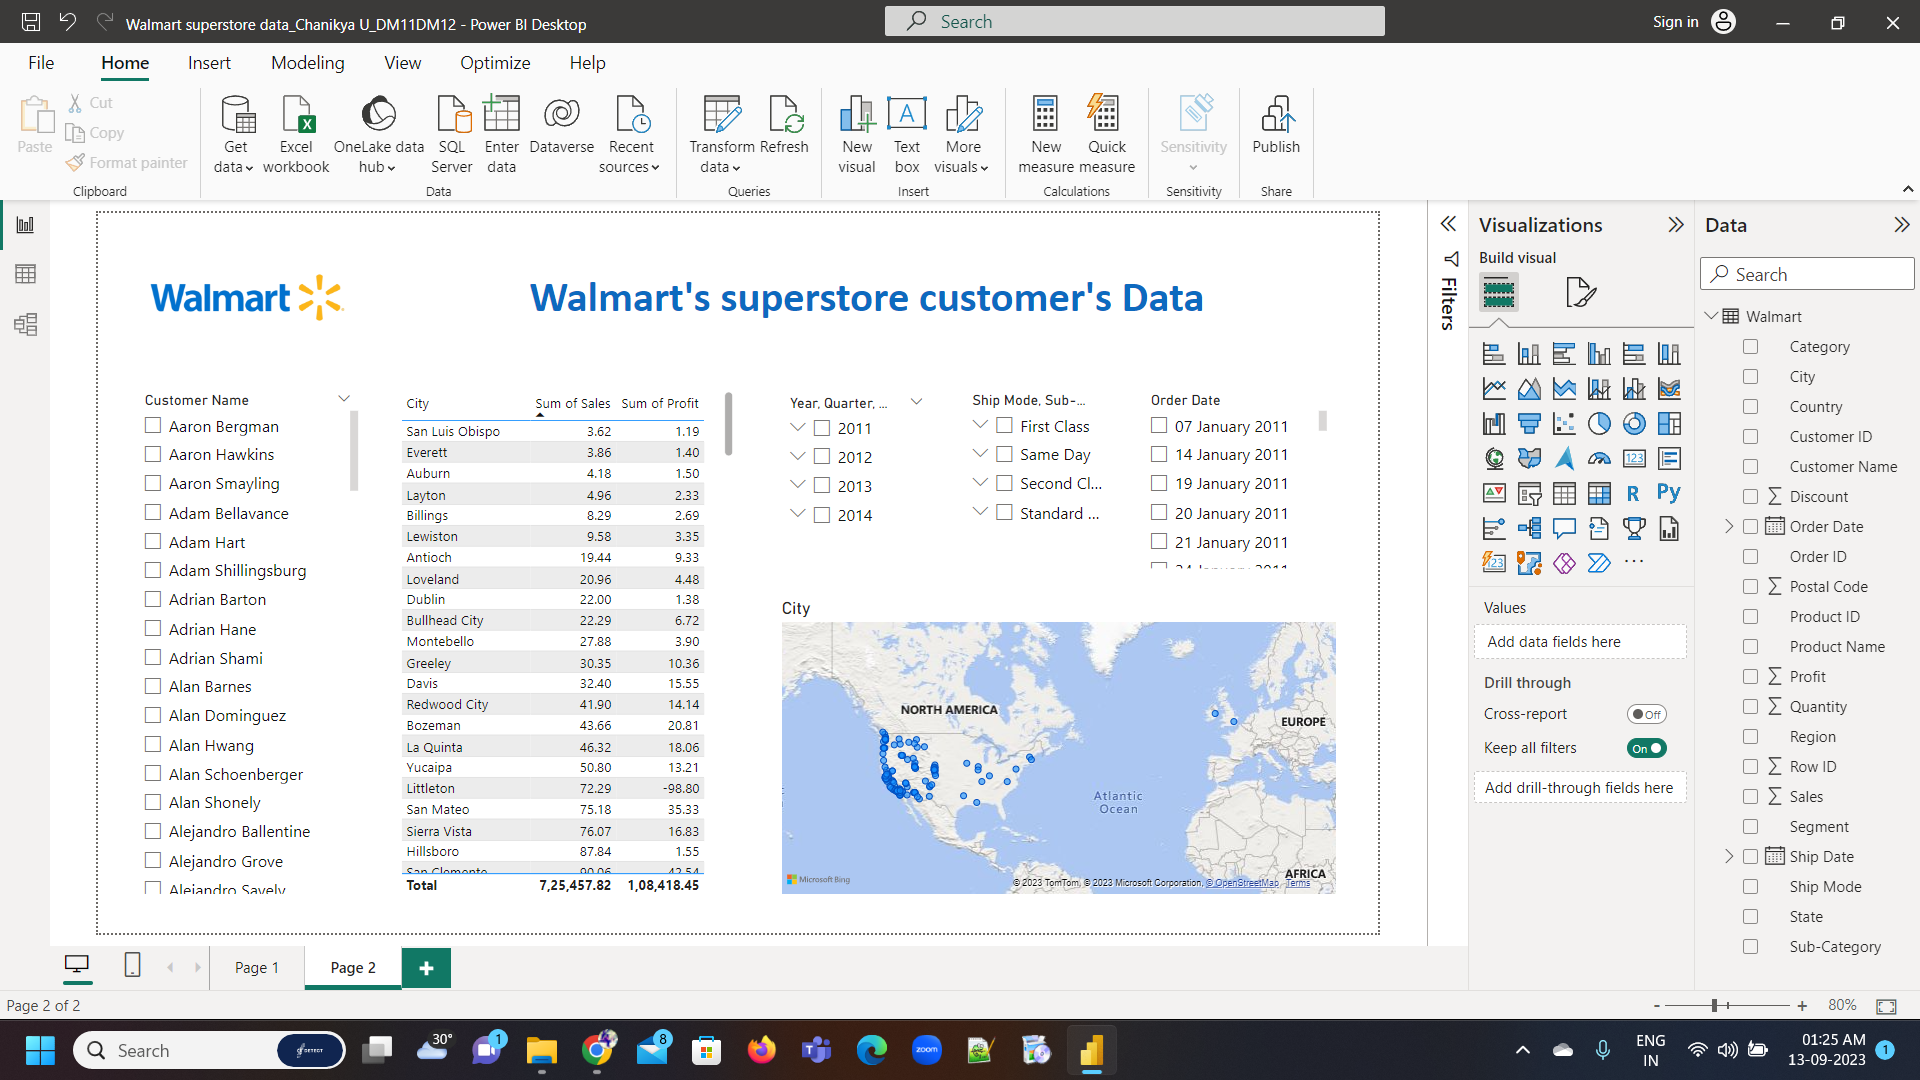 Walmart superstore data_Chanikya U_DM11DM12 - Power BI Desktop
Search
Sign in
File Home Insert Modeling View Optimize Help
Paste
Cut
Copy
Format painter
Clipboard
Get data
Excel workbook
OneLake data hub
SQL Server
Enter data
Dataverse
Recent sources
Data
Transform data
Refresh
Queries
New visual
Text box
More visuals
Insert
New measure
Quick measure
Calculations
Sensitivity
Sensitivity
Publish
Share
Walmart
Walmart's superstore customer's Data
Customer Name
Aaron Bergman
Aaron Hawkins
Aaron Smayling
Adam Bellavance
Adam Hart
Adam Shillingsburg
Adrian Barton
Adrian Hane
Adrian Shami
Alan Barnes
Alan Dominguez
Alan Hwang
Alan Schoenberger
Alan Shonely
Alejandro Ballentine
Alejandro Grove
Alejandro Savely
City Sum of Sales Sum of Profit
San Luis Obispo 3.62 1.19
Everett 3.86 1.40
Auburn 4.18 1.50
Layton 4.96 2.33
Billings 8.29 2.69
Lewiston 9.58 3.35
Antioch 19.44 9.33
Loveland 20.96 4.48
Dublin 22.00 1.38
Bullhead City 22.29 6.72
Montebello 27.88 3.90
Greeley 30.35 10.36
Davis 32.40 15.55
Redwood City 41.90 14.14
Bozeman 43.66 20.81
La Quinta 46.32 18.06
Yucaipa 50.80 13.21
Littleton 72.29 -98.80
San Mateo 75.18 35.33
Sierra Vista 76.07 16.83
Hillsboro 87.84 1.55
San Clemente 90.06 42.54
Total 7,25,457.82 1,08,418.45
Year, Quarter, ...
2011
2012
2013
2014
Ship Mode, Sub-...
First Class
Same Day
Second Cl...
Standard ...
Order Date
07 January 2011
14 January 2011
19 January 2011
20 January 2011
21 January 2011
24 January 2011
City
NORTH AMERICA
EUROPE
Atlantic
Ocean
AFRICA
Microsoft Bing
© 2023 TomTom, © 2023 Microsoft Corporation, © OpenStreetMap Terms
Filters
Visualizations
Build visual
123
R
Py
123
...
Values
Add data fields here
Drill through
Cross-report Off
Keep all filters On
Add drill-through fields here
Data
Search
Walmart
Category
City
Country
Customer ID
Customer Name
Discount
Order Date
Order ID
Postal Code
Product ID
Product Name
Profit
Quantity
Region
Row ID
Sales
Segment
Ship Date
Ship Mode
State
Sub-Category
Page 1
Page 2
Page 2 of 2
- + 80%
Search
DETECT
30°
1
8
zoom
ENG
IN
01:25 AM
13-09-2023
1